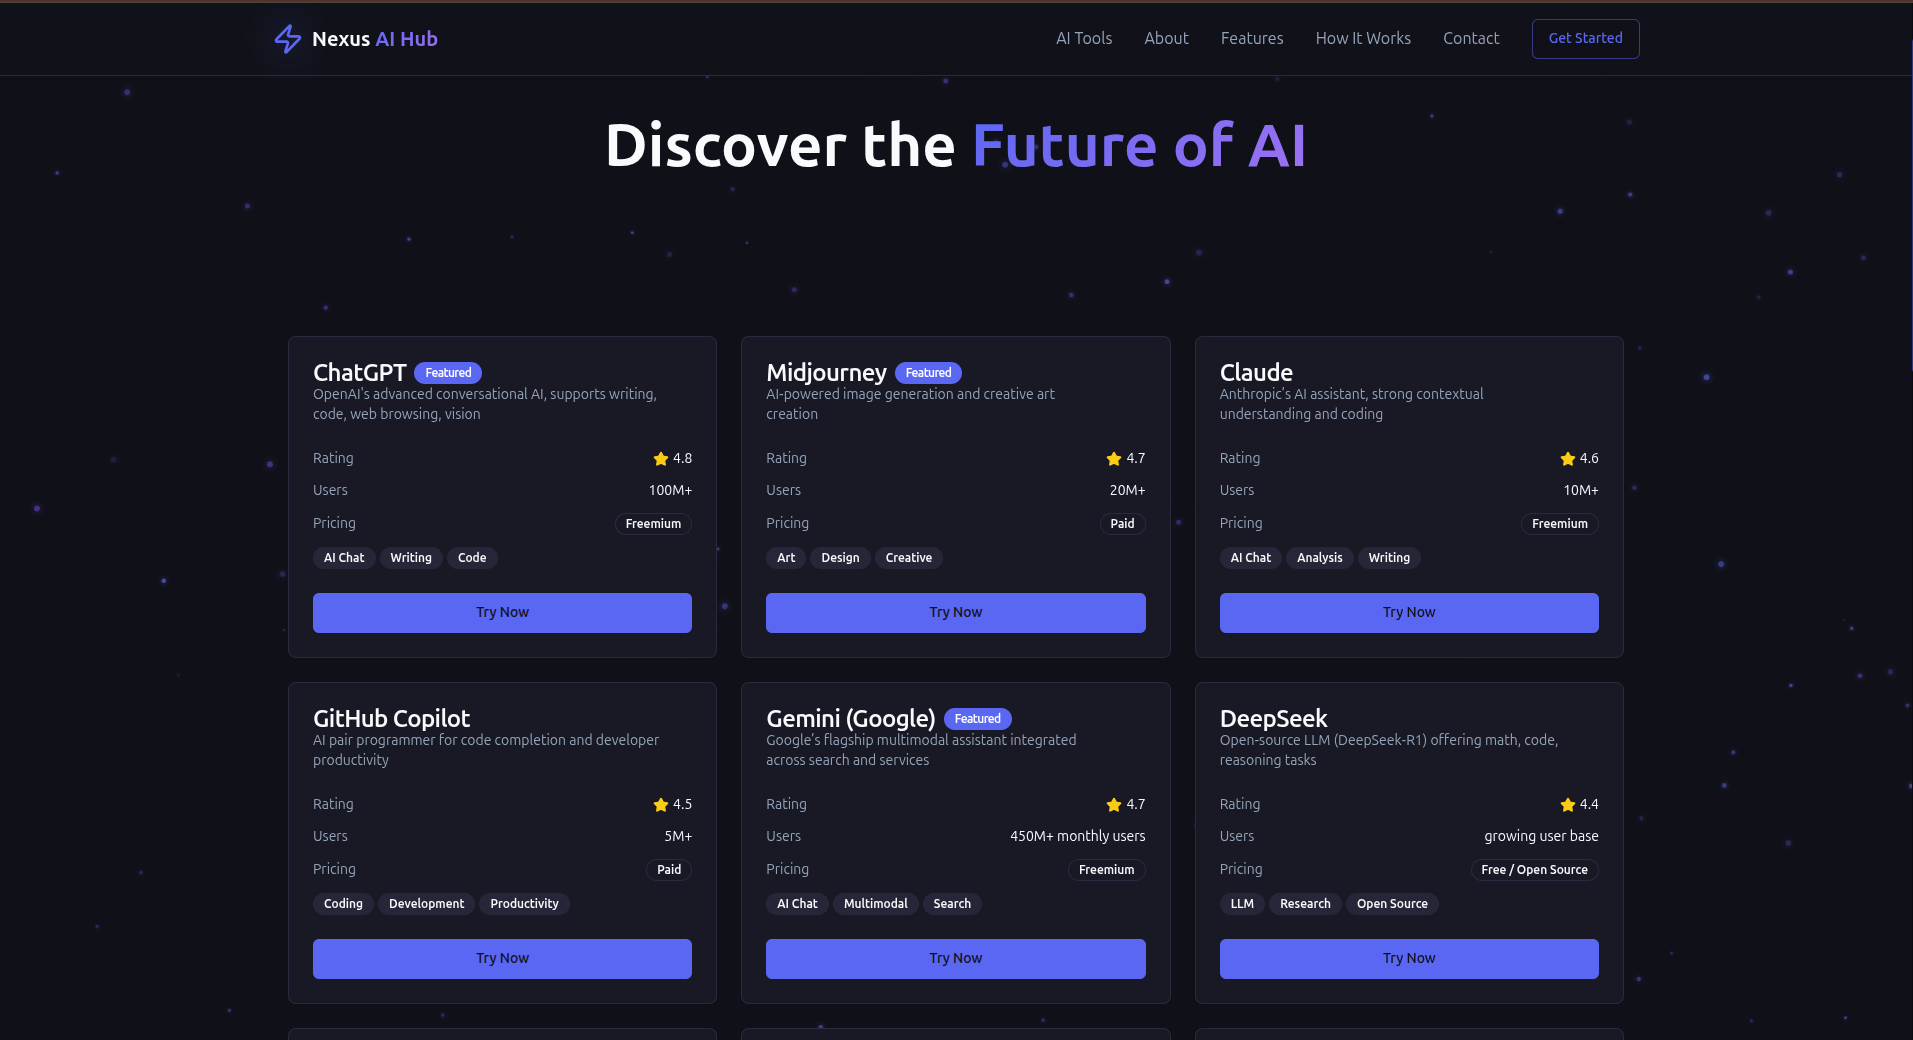 Nexus AI Hub
AI Tools
About
Features
How It Works
Contact
Get Started
Discover the Future of AI
ChatGPT Featured
OpenAI's advanced conversational AI, supports writing,
code, web browsing, vision
Rating 4.8
Users 100M+
Pricing Freemium
AI Chat Writing Code
Try Now
Midjourney Featured
AI-powered image generation and creative art
creation
Rating 4.7
Users 20M+
Pricing Paid
Art Design Creative
Try Now
Claude
Anthropic's AI assistant, strong contextual
understanding and coding
Rating 4.6
Users 10M+
Pricing Freemium
AI Chat Analysis Writing
Try Now
GitHub Copilot
AI pair programmer for code completion and developer
productivity
Rating 4.5
Users 5M+
Pricing Paid
Coding Development Productivity
Try Now
Gemini (Google) Featured
Google's flagship multimodal assistant integrated
across search and services
Rating 4.7
Users 450M+ monthly users
Pricing Freemium
AI Chat Multimodal Search
Try Now
DeepSeek
Open-source LLM (DeepSeek-R1) offering math, code,
reasoning tasks
Rating 4.4
Users growing user base
Pricing Free / Open Source
LLM Research Open Source
Try Now